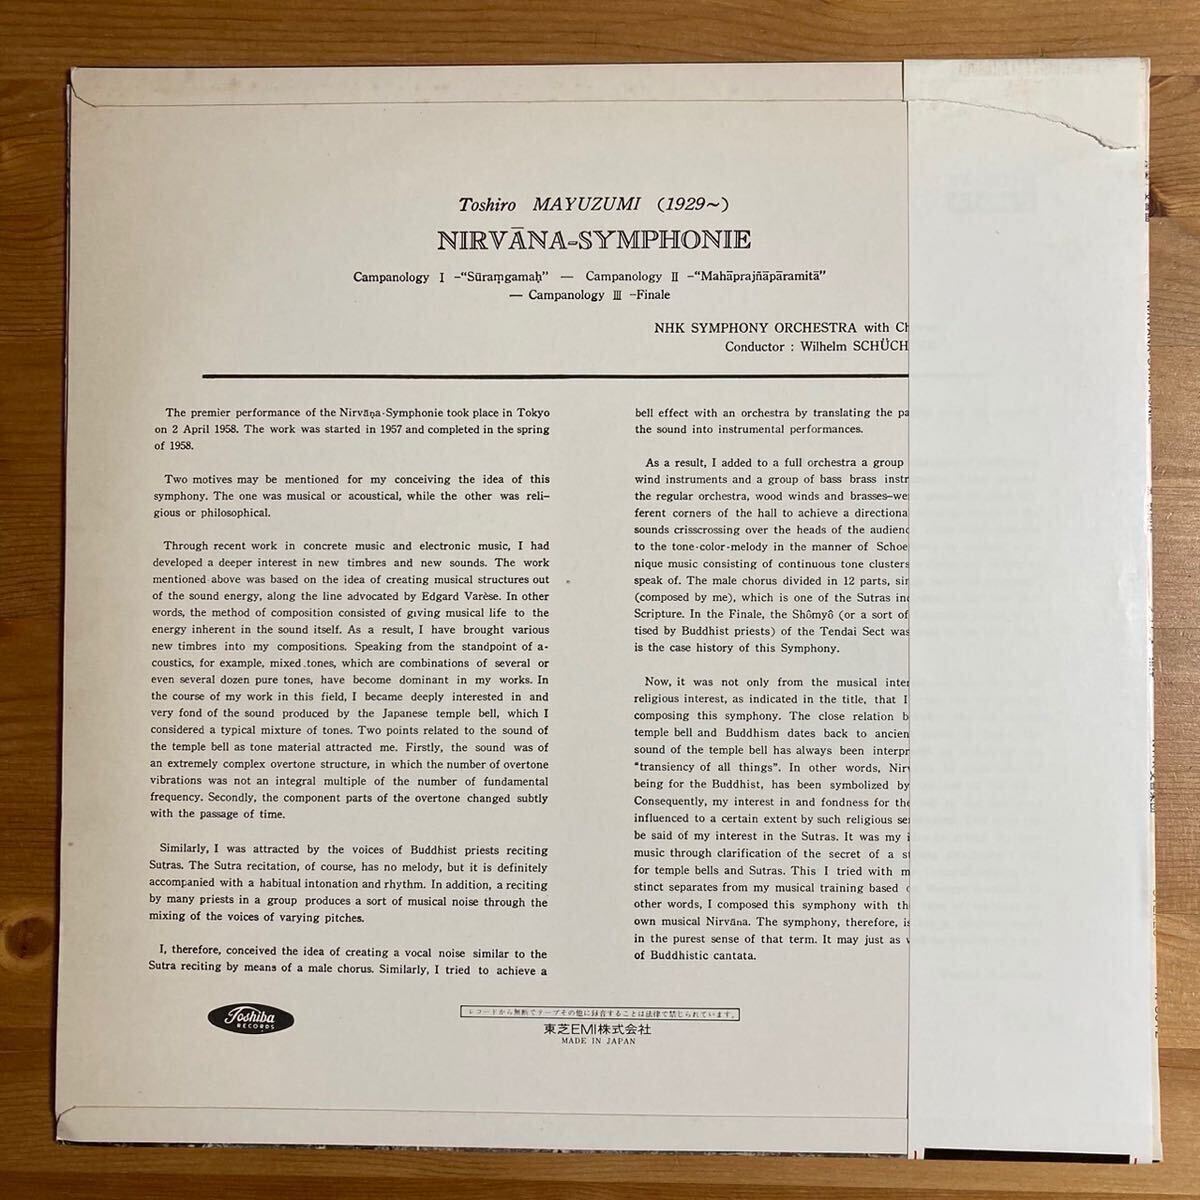 Toshiro MAYUZUMI (1929~)
NIRVĀNA-SYMPHONIE
Campanology I -“Sūraṃgamaḥ” — Campanology II -“Mahāprajñāpāramitā”
— Campanology III -Finale
NHK SYMPHONY ORCHESTRA with
Conductor : Wilhelm
The premier performance of the Nirvāṇa-Symphonie took place in Tokyo
on 2 April 1958. The work was started in 1957 and completed in the spring
of 1958.
Two motives may be mentioned for my conceiving the idea of this
symphony. The one was musical or acoustical, while the other was reli-
gious or philosophical.
Through recent work in concrete music and electronic music, I had
developed a deeper interest in new timbres and new sounds. The work
mentioned above was based on the idea of creating musical structures out
of the sound energy, along the line advocated by Edgard Varèse. In other
words, the method of composition consisted of giving musical life to the
energy inherent in the sound itself. As a result, I have brought various
new timbres into my compositions. Speaking from the standpoint of a-
coustics, for example, mixed tones, which are combinations of several or
even several dozen pure tones, have become dominant in my works. In
the course of my work in this field, I became deeply interested in and
very fond of the sound produced by the Japanese temple bell, which I
considered a typical mixture of tones. Two points related to the sound of
the temple bell as tone material attracted me. Firstly, the sound was of
an extremely complex overtone structure, in which the number of overtone
vibrations was not an integral multiple of the number of fundamental
frequency. Secondly, the component parts of the overtone changed subtly
with the passage of time.
Similarly, I was attracted by the voices of Buddhist priests reciting
Sutras. The Sutra recitation, of course, has no melody, but it is definitely
accompanied with a habitual intonation and rhythm. In addition, a reciting
by many priests in a group produces a sort of musical noise through the
mixing of the voices of varying pitches.
I, therefore, conceived the idea of creating a vocal noise similar to the
Sutra reciting by means of a male chorus. Similarly, I tried to achieve a
bell effect with an orchestra by translating the
the sound into instrumental performances.
As a result, I added to a full orchestra a group
wind instruments and a group of bass brass
the regular orchestra, wood winds and
ferent corners of the hall to achieve a
sounds crisscrossing over the heads of the
to the tone-color-melody in the manner of
nique music consisting of continuous tone clusters
speak of. The male chorus divided in 12 parts,
(composed by me), which is one of the Sutras
Scripture. In the Finale, the Shômyô (or a sort of
tised by Buddhist priests) of the Tendai Sect was
is the case history of this Symphony.
Now, it was not only from the musical
religious interest, as indicated in the title, that I
composing this symphony. The close relation
temple bell and Buddhism dates back to
sound of the temple bell has always been
“transiency of all things”. In other words,
being for the Buddhist, has been symbolized by
Consequently, my interest in and fondness for the
influenced to a certain extent by such religious
be said of my interest in the Sutras. It was my
music through clarification of the secret of a
for temple bells and Sutras. This I tried with
stinct separates from my musical training based
other words, I composed this symphony with
own musical Nirvāna. The symphony, therefore, is
in the purest sense of that term. It may just as
of Buddhistic cantata.
Toshiba
RECORDS
レコードから無断でテープその他に録音することは法律で禁じられています。
東芝EMI株式会社
MADE IN JAPAN